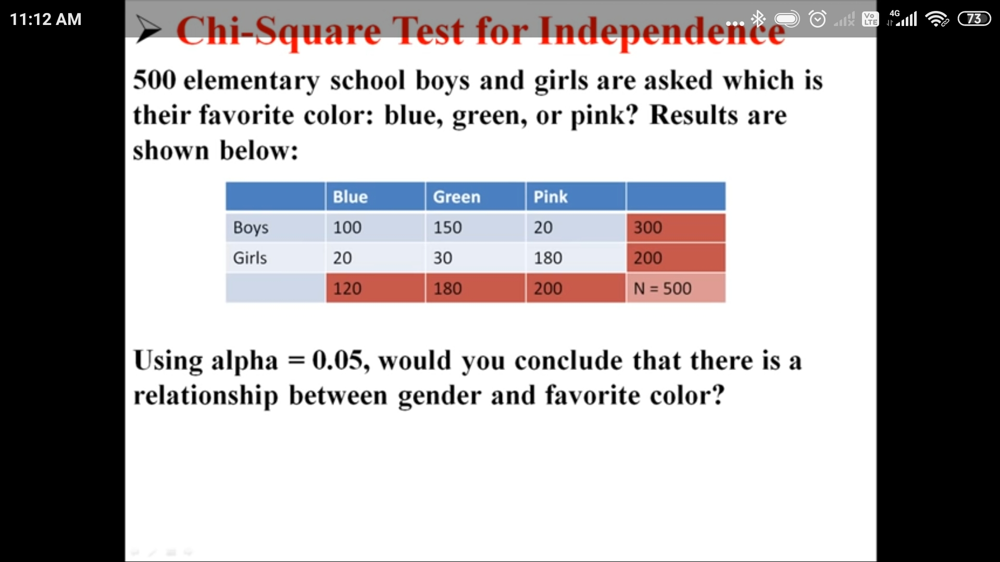 11:12 AM
Vo LTE 4G 73
➢ Chi-Square Test for Independence
500 elementary school boys and girls are asked which is
their favorite color: blue, green, or pink? Results are
shown below:
Blue Green Pink
Boys 100 150 20 300
Girls 20 30 180 200
120 180 200 N = 500
Using alpha = 0.05, would you conclude that there is a
relationship between gender and favorite color?